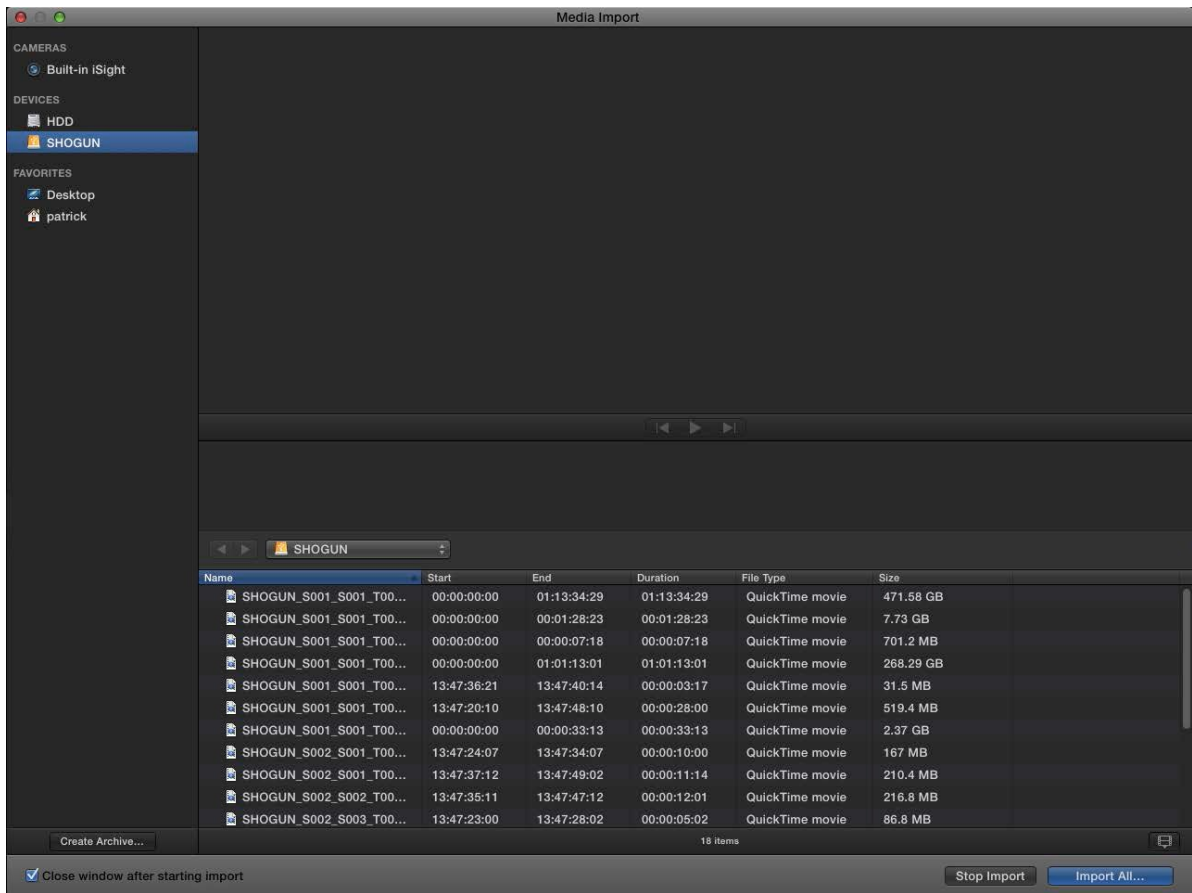 Media Import
CAMERAS
Built-in iSight
DEVICES
HDD
SHOGUN
FAVORITES
Desktop
patrick
SHOGUN
Name Start End Duration File Type Size
SHOGUN_S001_S001_T00... 00:00:00:00 01:13:34:29 01:13:34:29 QuickTime movie 471.58 GB
SHOGUN_S001_S001_T00... 00:00:00:00 00:01:28:23 00:01:28:23 QuickTime movie 7.73 GB
SHOGUN_S001_S001_T00... 00:00:00:00 00:00:07:18 00:00:07:18 QuickTime movie 701.2 MB
SHOGUN_S001_S001_T00... 00:00:00:00 01:01:13:01 01:01:13:01 QuickTime movie 268.29 GB
SHOGUN_S001_S001_T00... 13:47:36:21 13:47:40:14 00:00:03:17 QuickTime movie 31.5 MB
SHOGUN_S001_S001_T00... 13:47:20:10 13:47:48:10 00:00:28:00 QuickTime movie 519.4 MB
SHOGUN_S001_S001_T00... 00:00:00:00 00:00:33:13 00:00:33:13 QuickTime movie 2.37 GB
SHOGUN_S002_S001_T00... 13:47:24:07 13:47:34:07 00:00:10:00 QuickTime movie 167 MB
SHOGUN_S002_S001_T00... 13:47:37:12 13:47:49:02 00:00:11:14 QuickTime movie 210.4 MB
SHOGUN_S002_S002_T00... 13:47:35:11 13:47:47:12 00:00:12:01 QuickTime movie 216.8 MB
SHOGUN_S002_S003_T00... 13:47:23:00 13:47:28:02 00:00:05:02 QuickTime movie 86.8 MB
Create Archive... 18 items
Close window after starting import Stop Import Import All...